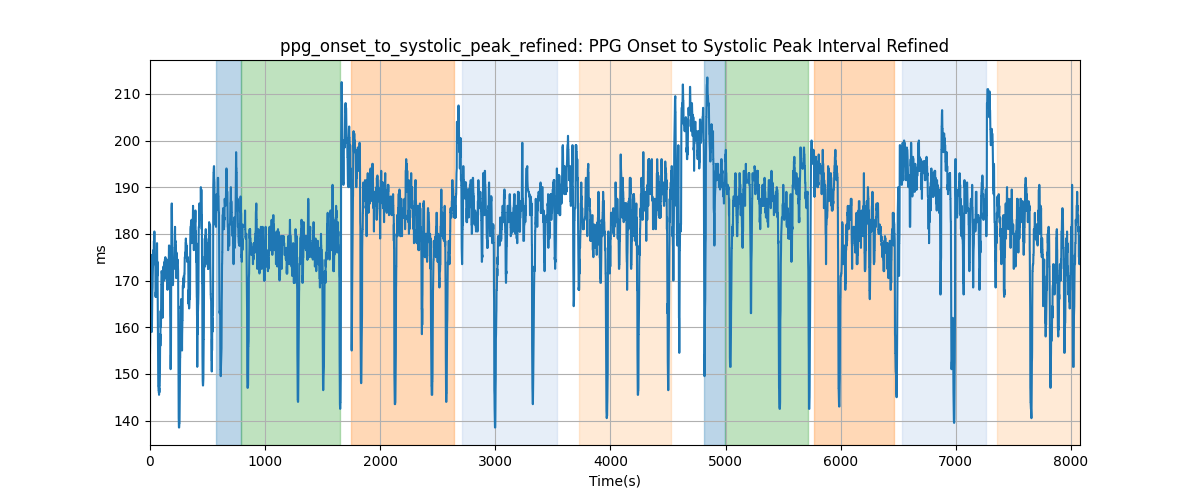 ppg_onset_to_systolic_peak_refined: PPG Onset to Systolic Peak Interval Refined
210
200
190
180
170
160
150
140
ms
0 1000 2000 3000 4000 5000 6000 7000 8000
Time(s)